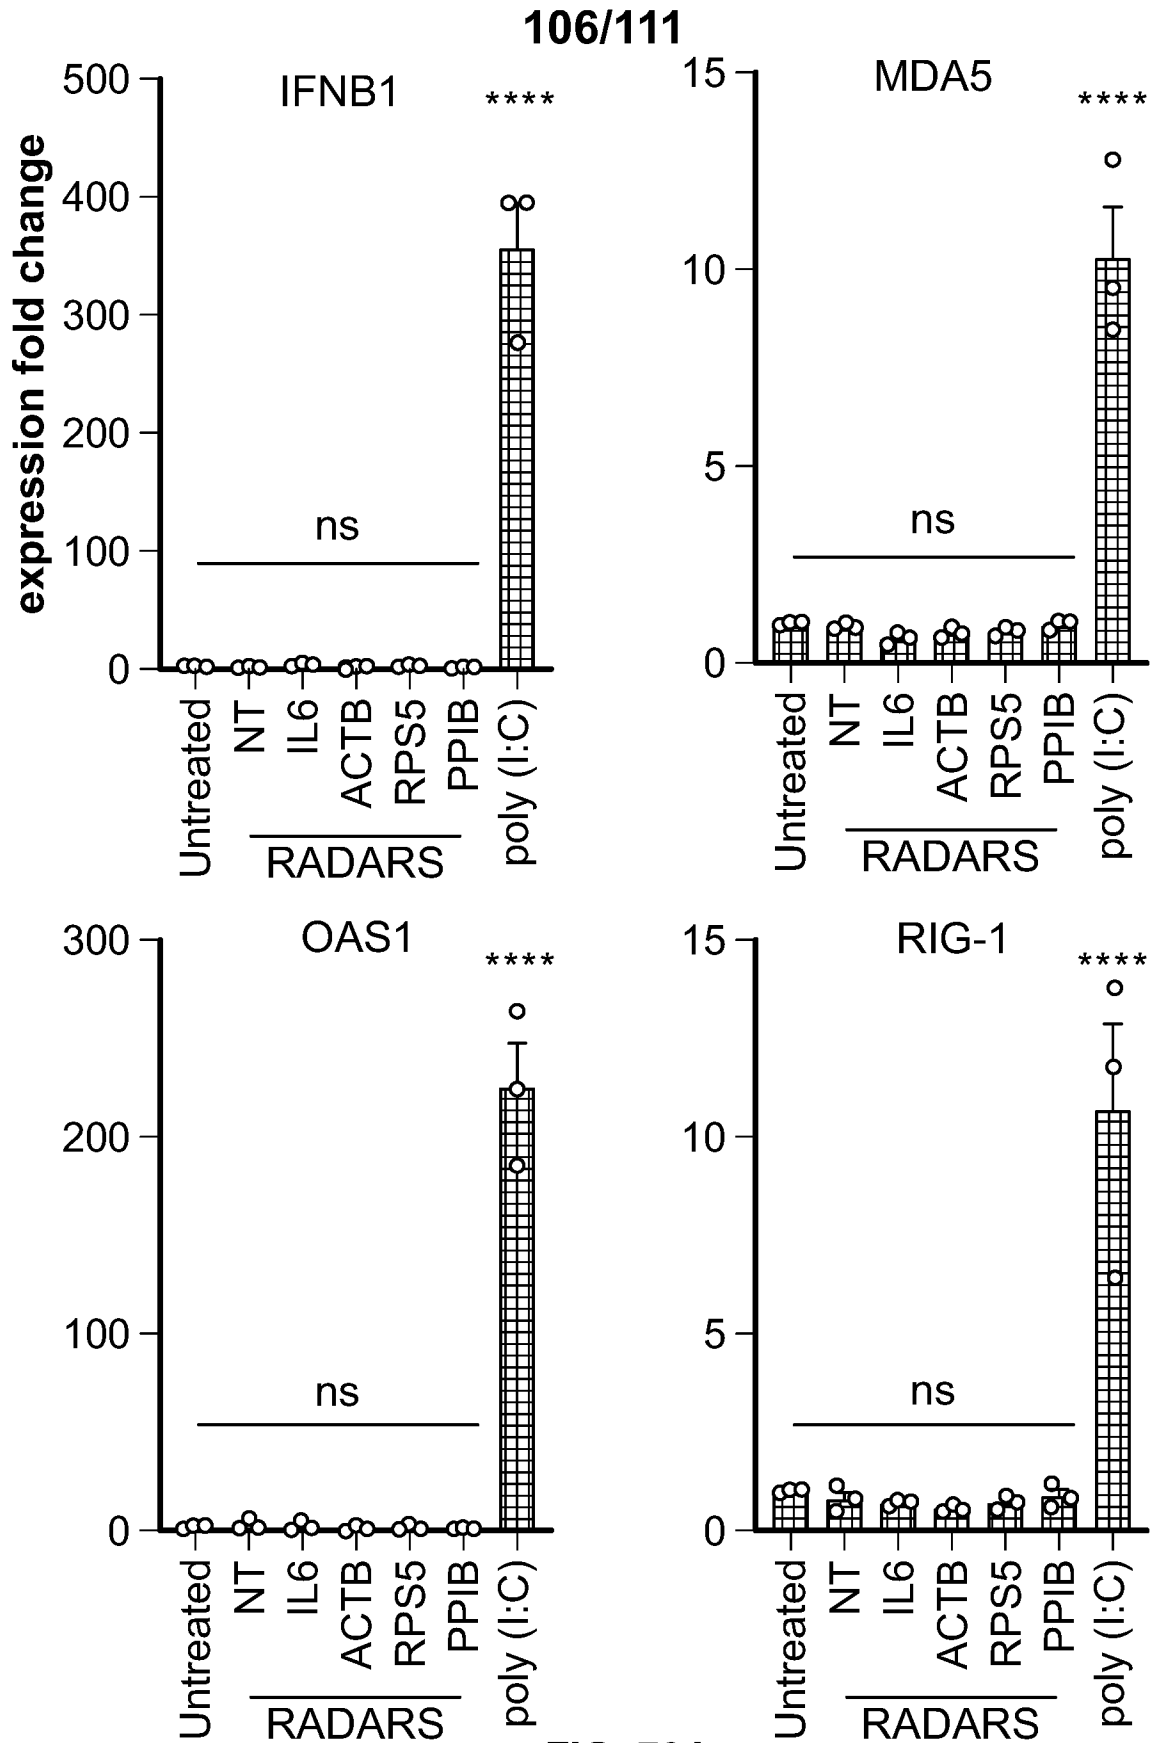 106/111
IFNB1
****
expression fold change
500
400
300
200
100
0
ns
Untreated
NT
IL6
ACTB
RPS5
PPIB
poly (I:C)
RADARS
MDA5
****
15
10
5
0
ns
Untreated
NT
IL6
ACTB
RPS5
PPIB
poly (I:C)
RADARS
OAS1
****
300
200
100
0
ns
Untreated
NT
IL6
ACTB
RPS5
PPIB
poly (I:C)
RADARS
RIG-1
****
15
10
5
0
ns
Untreated
NT
IL6
ACTB
RPS5
PPIB
poly (I:C)
RADARS